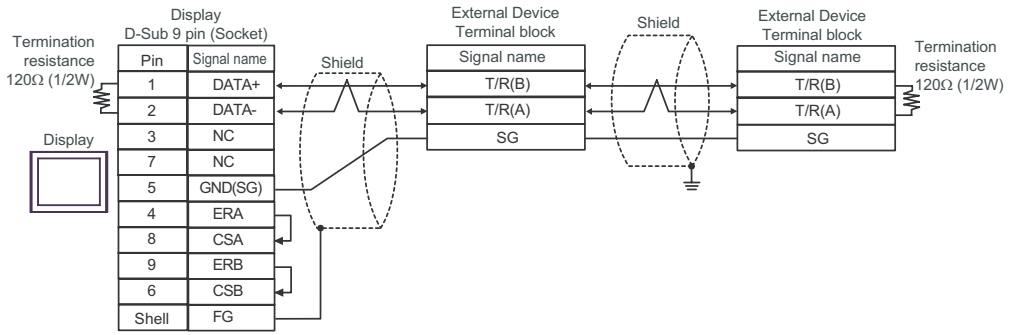 Display
D-Sub 9 pin (Socket)
External Device
Terminal block
External Device
Terminal block
Termination
resistance
120Ω (1/2W)
Pin Signal name
Shield
Signal name
Shield
Signal name
Termination
resistance
120Ω (1/2W)
1 DATA+ T/R(B) T/R(B)
2 DATA- T/R(A) T/R(A)
3 NC SG SG
Display
7 NC
5 GND(SG)
4 ERA
8 CSA
9 ERB
6 CSB
Shell FG